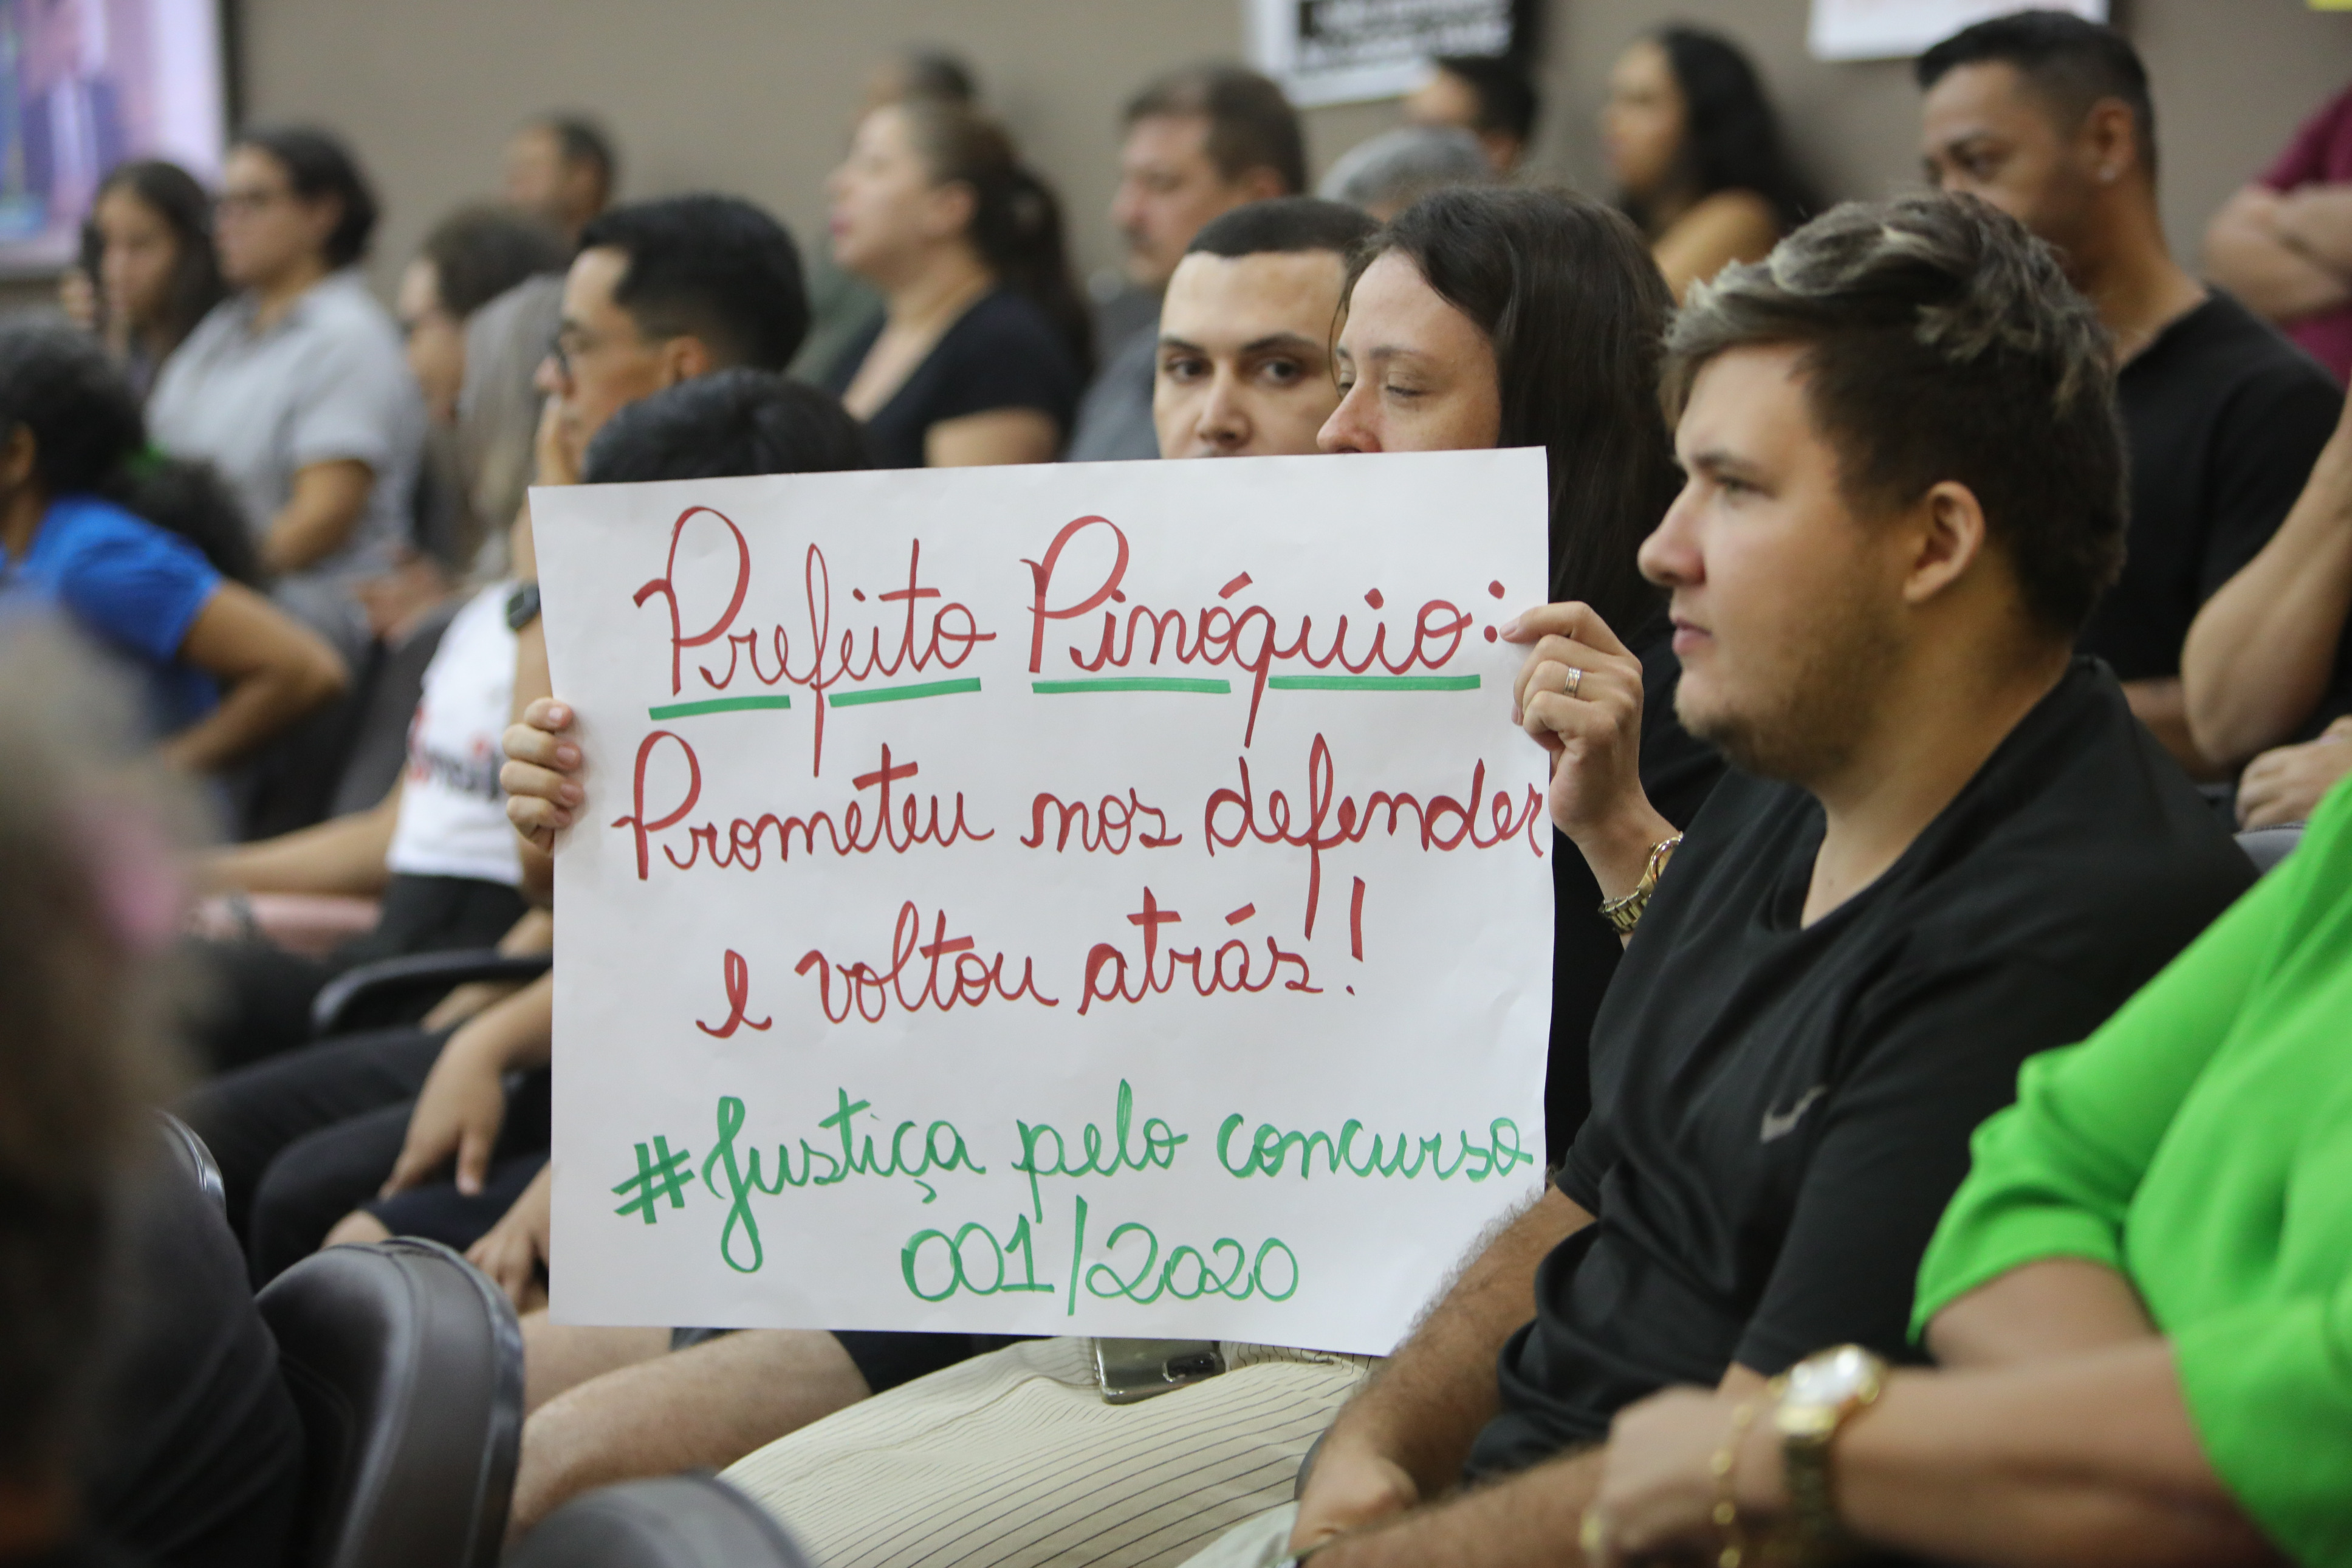 Prefeito Pinóquio:
Prometeu nos defender
e voltou atrás!
#Justiça pelo concurso
001/2020